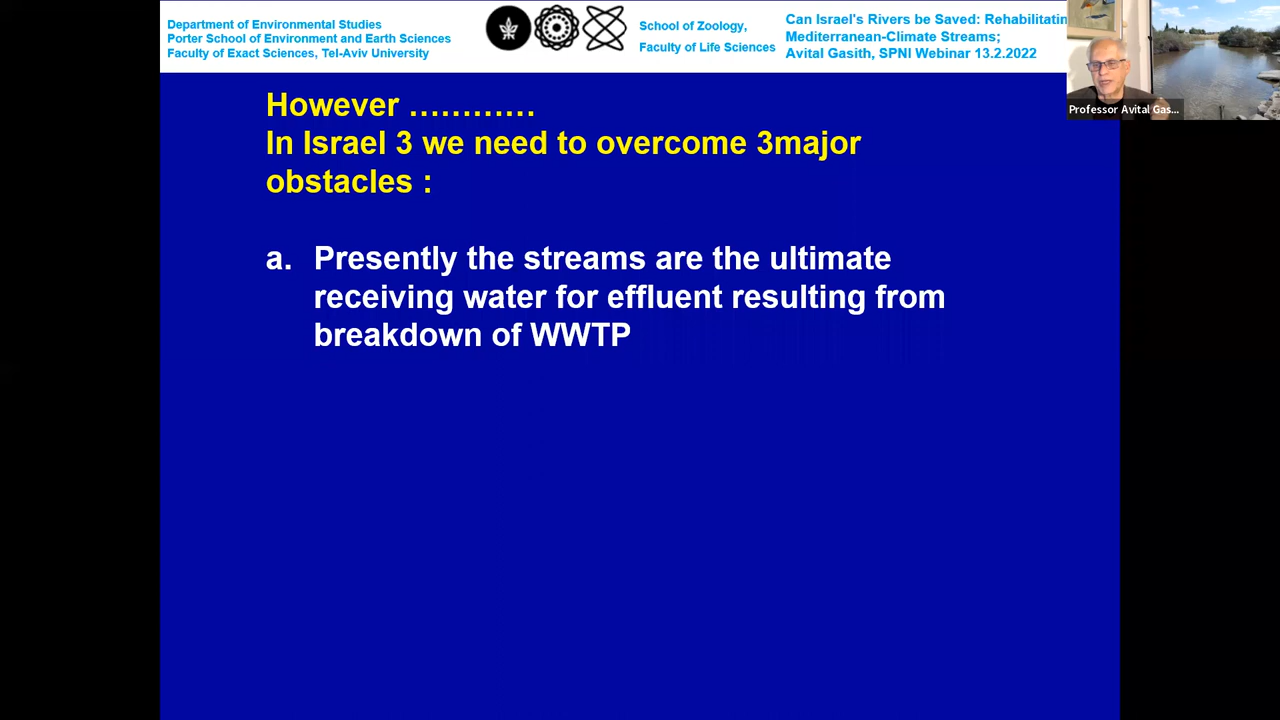 Department of Environmental Studies
Porter School of Environment and Earth Sciences
Faculty of Exact Sciences, Tel-Aviv University
School of Zoology,
Faculty of Life Sciences
Can Israel's Rivers be Saved: Rehabilitatin
Mediterranean-Climate Streams;
Avital Gasith, SPNI Webinar 13.2.2022
Professor Avital Gas...
However ............
In Israel 3 we need to overcome 3major
obstacles :
a. Presently the streams are the ultimate
receiving water for effluent resulting from
breakdown of WWTP